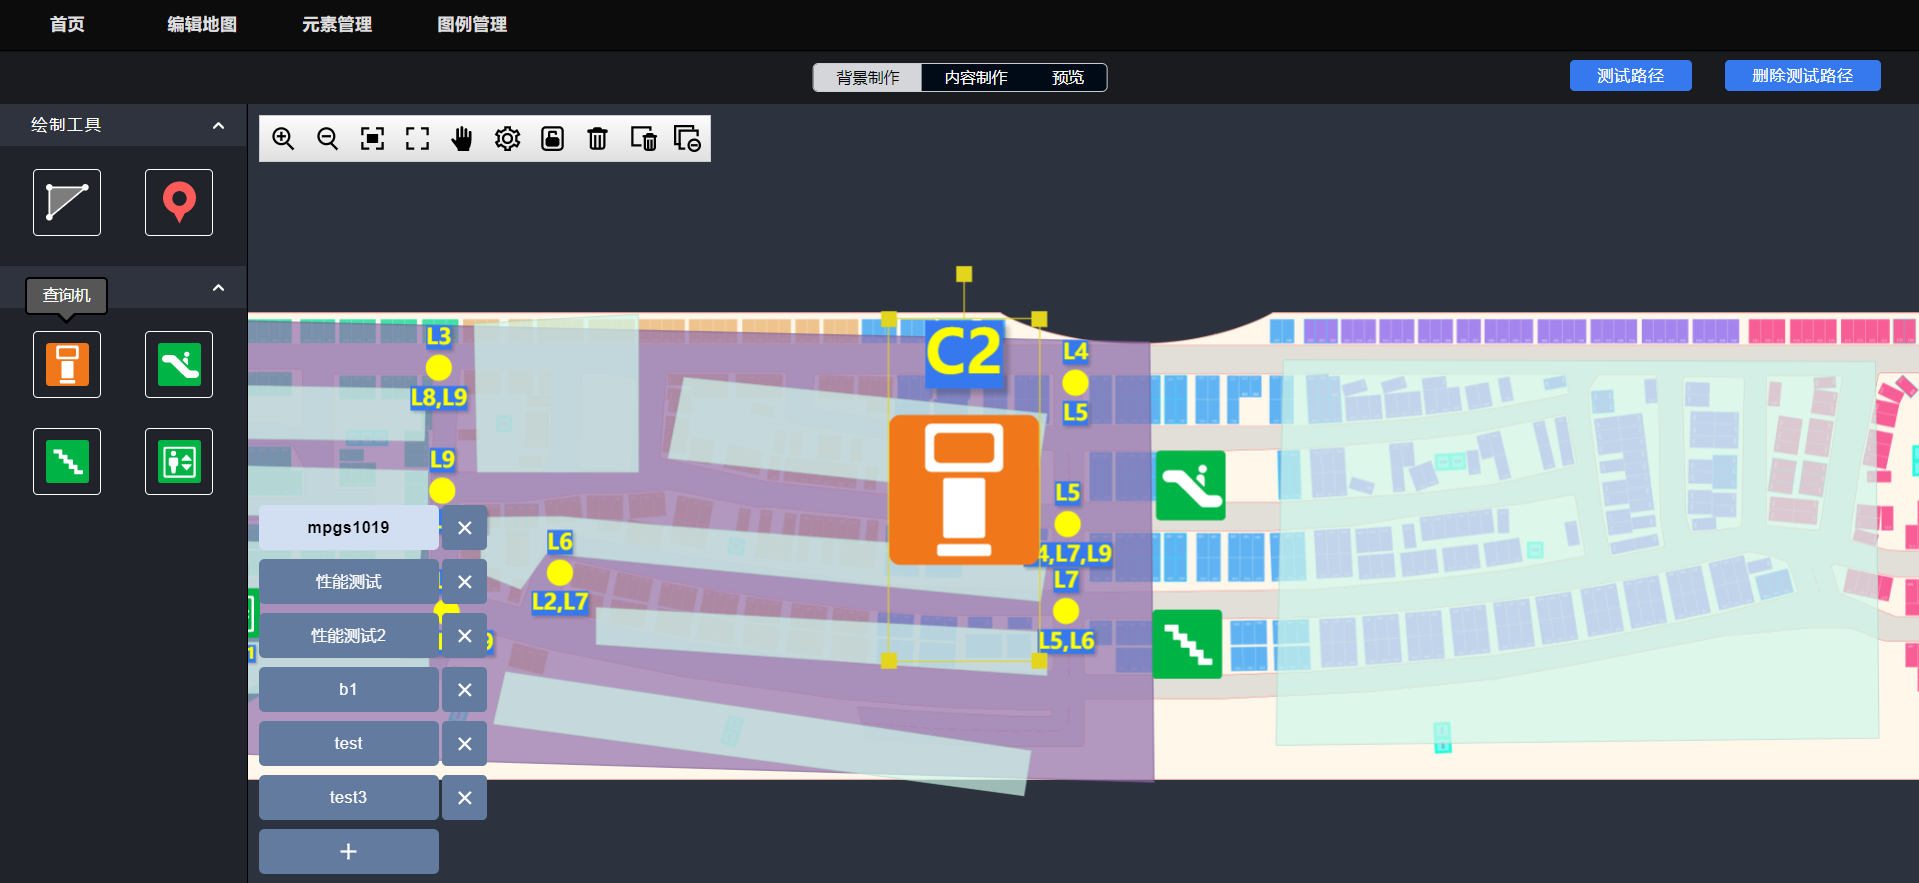 首页 编辑地图 元素管理 图例管理
背景制作 内容制作 预览 测试路径 删除测试路径
绘制工具
查询机
L3
L8,L9
L9
L6
L2,L7
C2
L4
L5
L5
4,L7,L9
L7
L5,L6
mpgs1019
性能测试
性能测试2
b1
test
test3